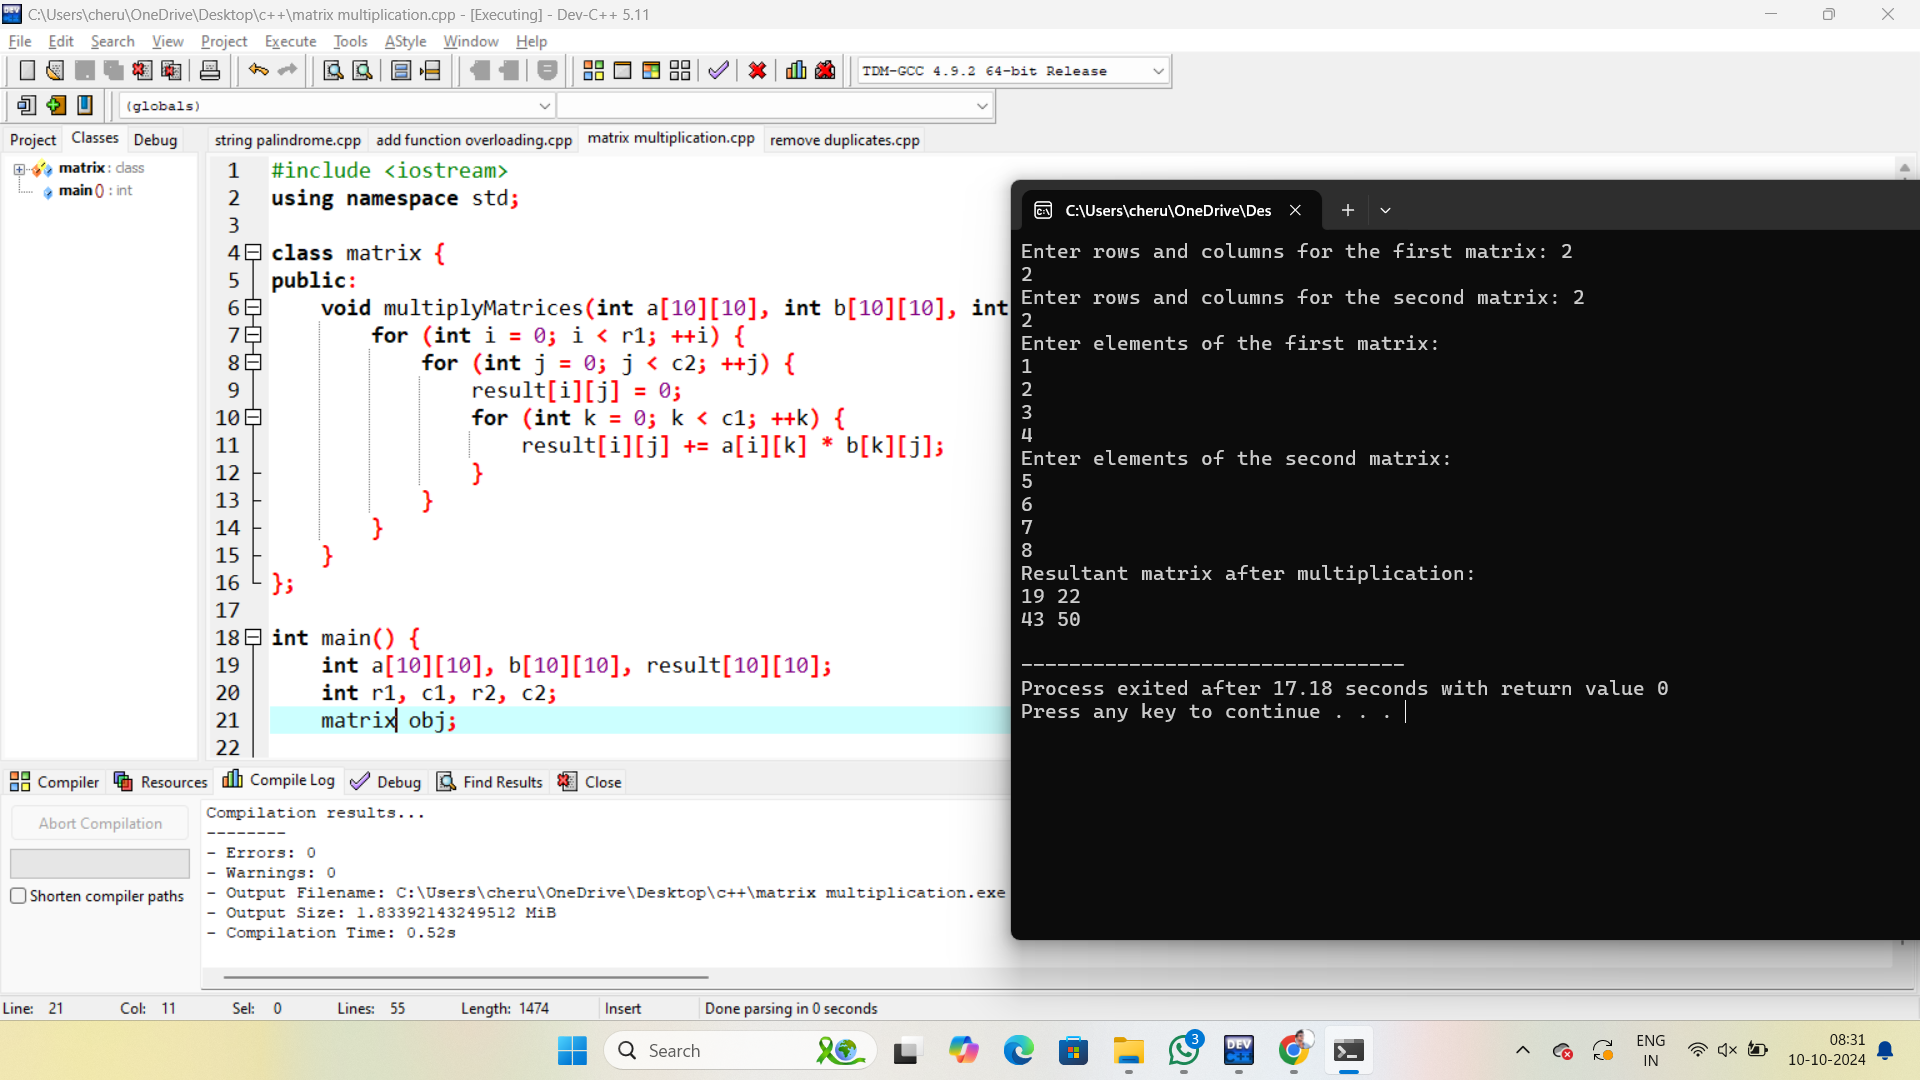 C:\Users\cheru\OneDrive\Desktop\c++\matrix multiplication.cpp - [Executing] - Dev-C++ 5.11
File Edit Search View Project Execute Tools AStyle Window Help
TDM-GCC 4.9.2 64-bit Release
(globals)
Project Classes Debug
string palindrome.cpp add function overloading.cpp matrix multiplication.cpp remove duplicates.cpp
matrix : class
main () : int
1 #include <iostream>
2 using namespace std;
3
4 class matrix {
5 public:
6 void multiplyMatrices(int a[10][10], int b[10][10], int
7 for (int i = 0; i < r1; ++i) {
8 for (int j = 0; j < c2; ++j) {
9 result[i][j] = 0;
10 for (int k = 0; k < c1; ++k) {
11 result[i][j] += a[i][k] * b[k][j];
12 }
13 }
14 }
15 }
16 };
17
18 int main() {
19 int a[10][10], b[10][10], result[10][10];
20 int r1, c1, r2, c2;
21 matrix obj;
22
C:\Users\cheru\OneDrive\Des
Enter rows and columns for the first matrix: 2
2
Enter rows and columns for the second matrix: 2
2
Enter elements of the first matrix:
1
2
3
4
Enter elements of the second matrix:
5
6
7
8
Resultant matrix after multiplication:
19 22
43 50
--------------------------------
Process exited after 17.18 seconds with return value 0
Press any key to continue . . .
Compiler Resources Compile Log Debug Find Results Close
Abort Compilation
Shorten compiler paths
Compilation results...
--------
- Errors: 0
- Warnings: 0
- Output Filename: C:\Users\cheru\OneDrive\Desktop\c++\matrix multiplication.exe
- Output Size: 1.83392143249512 MiB
- Compilation Time: 0.52s
Line: 21 Col: 11 Sel: 0 Lines: 55 Length: 1474 Insert Done parsing in 0 seconds
Search
3
DEV
ENG
IN
08:31
10-10-2024